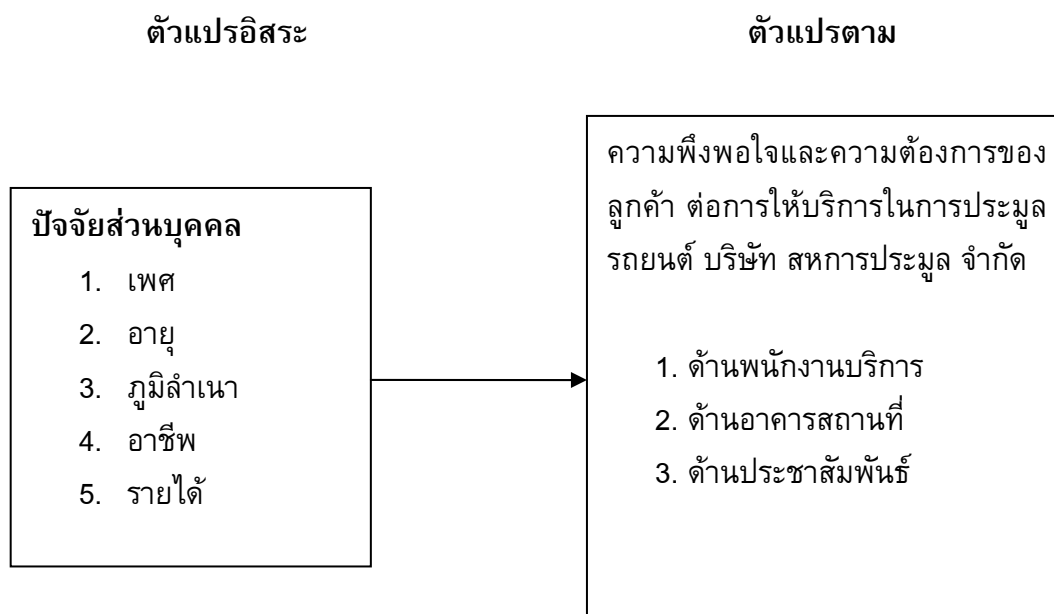 ตัวแปรอิสระ
ตัวแปรตาม
ปัจจัยส่วนบุคคล
1. เพศ
2. อายุ
3. ภูมิลำเนา
4. อาชีพ
5. รายได้
ความพึงพอใจและความต้องการของ
ลูกค้า ต่อการให้บริการในการประมูล
รถยนต์ บริษัท สหการประมูล จำกัด
1. ด้านพนักงานบริการ
2. ด้านอาคารสถานที่
3. ด้านประชาสัมพันธ์